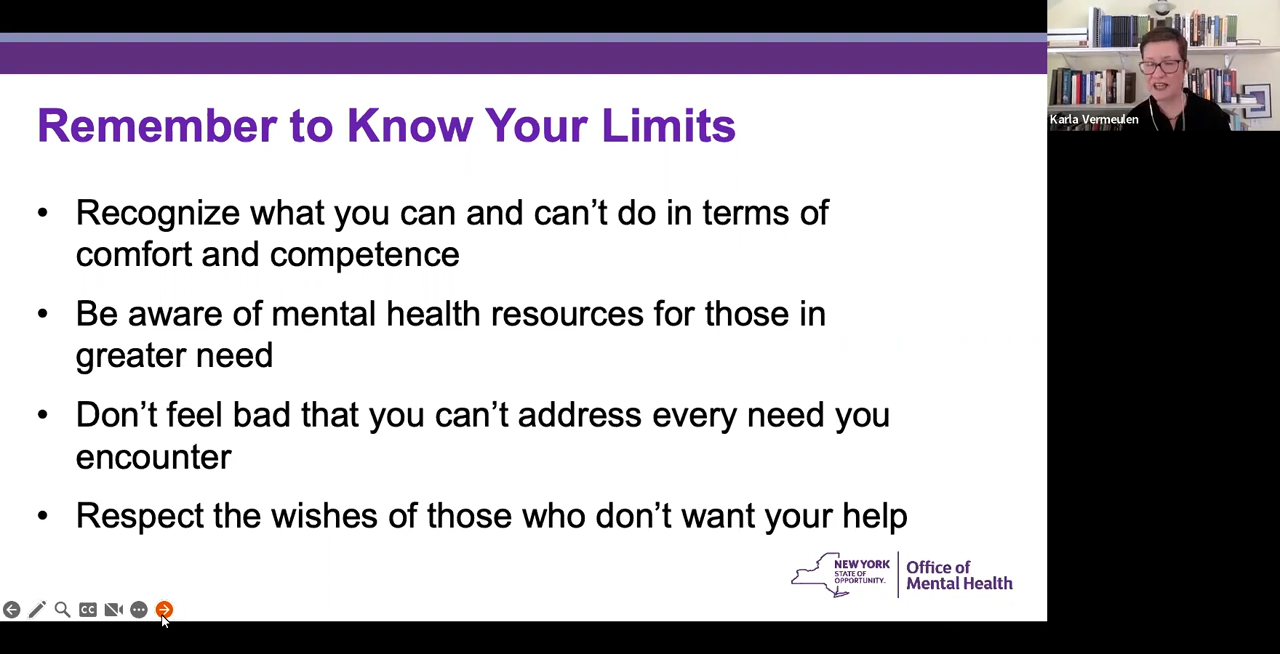 Remember to Know Your Limits
• Recognize what you can and can’t do in terms of
comfort and competence
• Be aware of mental health resources for those in
greater need
• Don’t feel bad that you can’t address every need you
encounter
• Respect the wishes of those who don’t want your help
NEW YORK
STATE OF
OPPORTUNITY.
Office of
Mental Health
CC
Karla Vermeulen